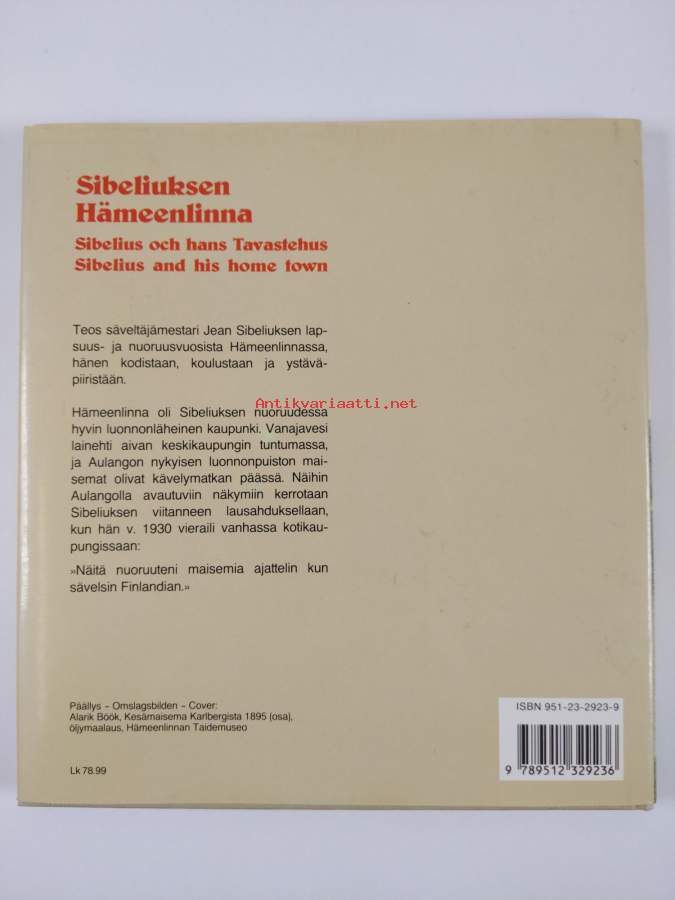 Sibeliuksen
Hämeenlinna
Sibelius och hans Tavastehus
Sibelius and his home town
Teos säveltäjämestari Jean Sibeliuksen lap-
suus- ja nuoruusvuosista Hämeenlinnassa,
hänen kodistaan, koulustaan ja ystävä-
piiristään.
Antikvariaatti.net
Hämeenlinna oli Sibeliuksen nuoruudessa
hyvin luonnonläheinen kaupunki. Vanajavesi
lainehti aivan keskikaupungin tuntumassa,
ja Aulangon nykyisen luonnonpuiston mai-
semat olivat kävelymatkan päässä. Näihin
Aulangolla avautuviin näkymiin kerrotaan
Sibeliuksen viitanneen lausahduksellaan,
kun hän v. 1930 vieraili vanhassa kotikau-
pungissaan:
»Näitä nuoruuteni maisemia ajattelin kun
sävelsin Finlandian.»
Päällys – Omslagsbilden – Cover:
Alarik Böök, Kesämaisema Karlbergista 1895 (osa),
öljymaalaus, Hämeenlinnan Taidemuseo
Lk 78.99
ISBN 951-23-2923-9
9 789512 329236